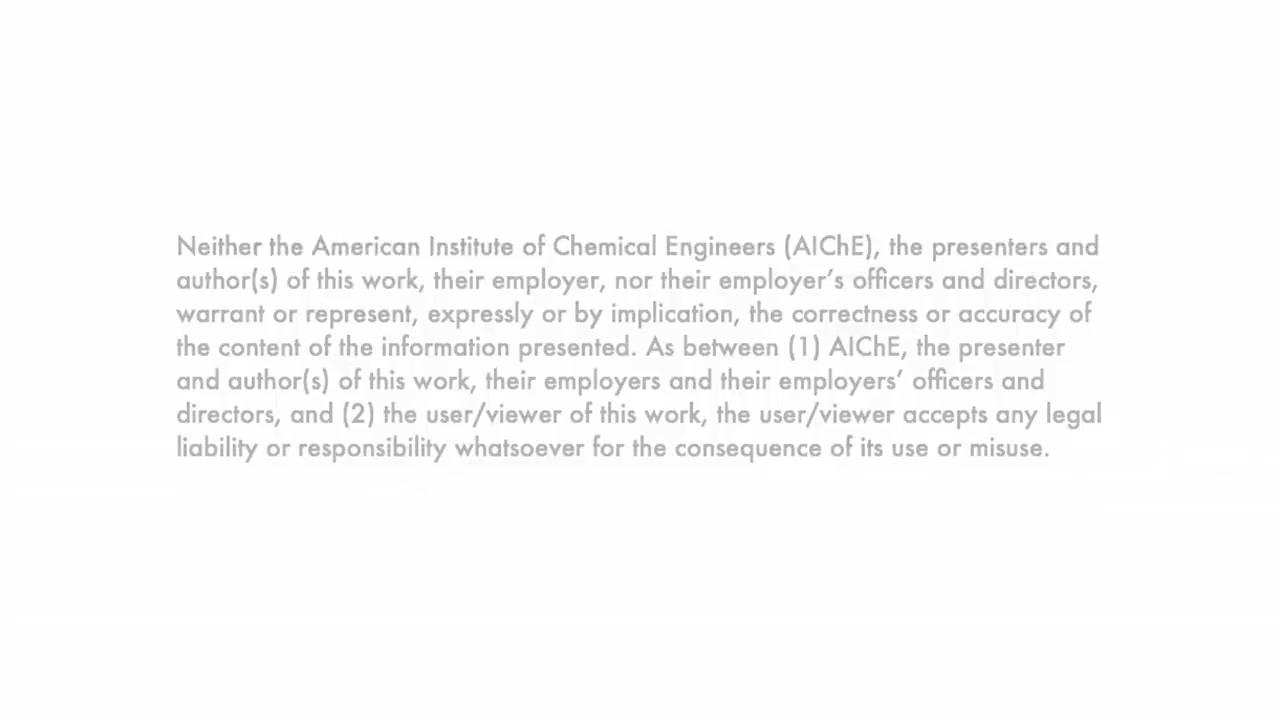 Neither the American Institute of Chemical Engineers (AIChE), the presenters and
author(s) of this work, their employer, nor their employer’s officers and directors,
warrant or represent, expressly or by implication, the correctness or accuracy of
the content of the information presented. As between (1) AIChE, the presenter
and author(s) of this work, their employers and their employers’ officers and
directors, and (2) the user/viewer of this work, the user/viewer accepts any legal
liability or responsibility whatsoever for the consequence of its use or misuse.